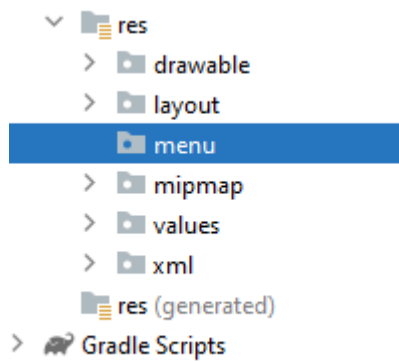 res
drawable
layout
menu
mipmap
values
xml
res (generated)
Gradle Scripts